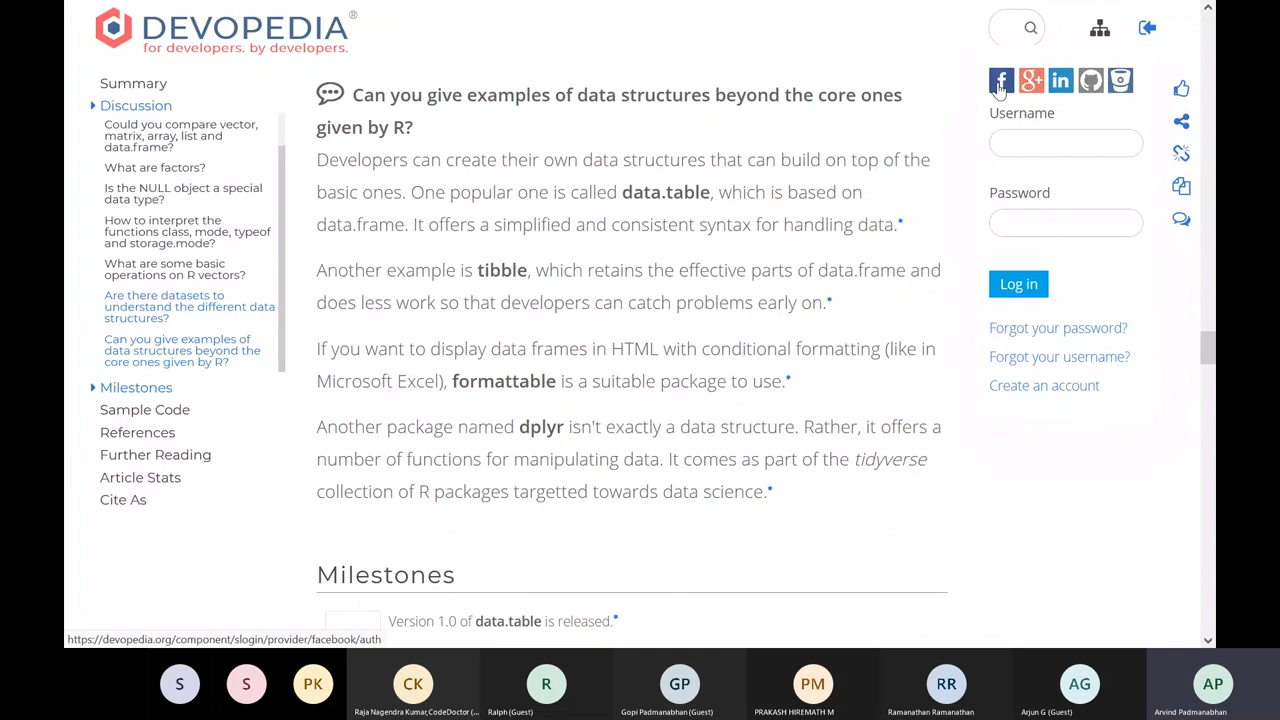 DEVOPEDIA®
for developers. by developers.
Summary
Discussion
Could you compare vector,
matrix, array, list and
data.frame?
What are factors?
Is the NULL object a special
data type?
How to interpret the
functions class, mode, typeof
and storage.mode?
What are some basic
operations on R vectors?
Are there datasets to
understand the different data
structures?
Can you give examples of
data structures beyond the
core ones given by R?
Milestones
Sample Code
References
Further Reading
Article Stats
Cite As
Can you give examples of data structures beyond the core ones
given by R?
Developers can create their own data structures that can build on top of the
basic ones. One popular one is called data.table, which is based on
data.frame. It offers a simplified and consistent syntax for handling data.*
Another example is tibble, which retains the effective parts of data.frame and
does less work so that developers can catch problems early on.*
If you want to display data frames in HTML with conditional formatting (like in
Microsoft Excel), formattable is a suitable package to use.*
Another package named dplyr isn't exactly a data structure. Rather, it offers a
number of functions for manipulating data. It comes as part of the tidyverse
collection of R packages targetted towards data science.*
Milestones
Version 1.0 of data.table is released.*
Username
Password
Log in
Forgot your password?
Forgot your username?
Create an account
https://devopedia.org/component/slogin/provider/facebook/auth
S
S
PK
CK
Raja Nagendra Kumar,CodeDoctor (...
R
Ralph (Guest)
GP
Gopi Padmanabhan (Guest)
PM
PRAKASH HIREMATH M
RR
Ramanathan Ramanathan
AG
Arjun G (Guest)
AP
Arvind Padmanabhan